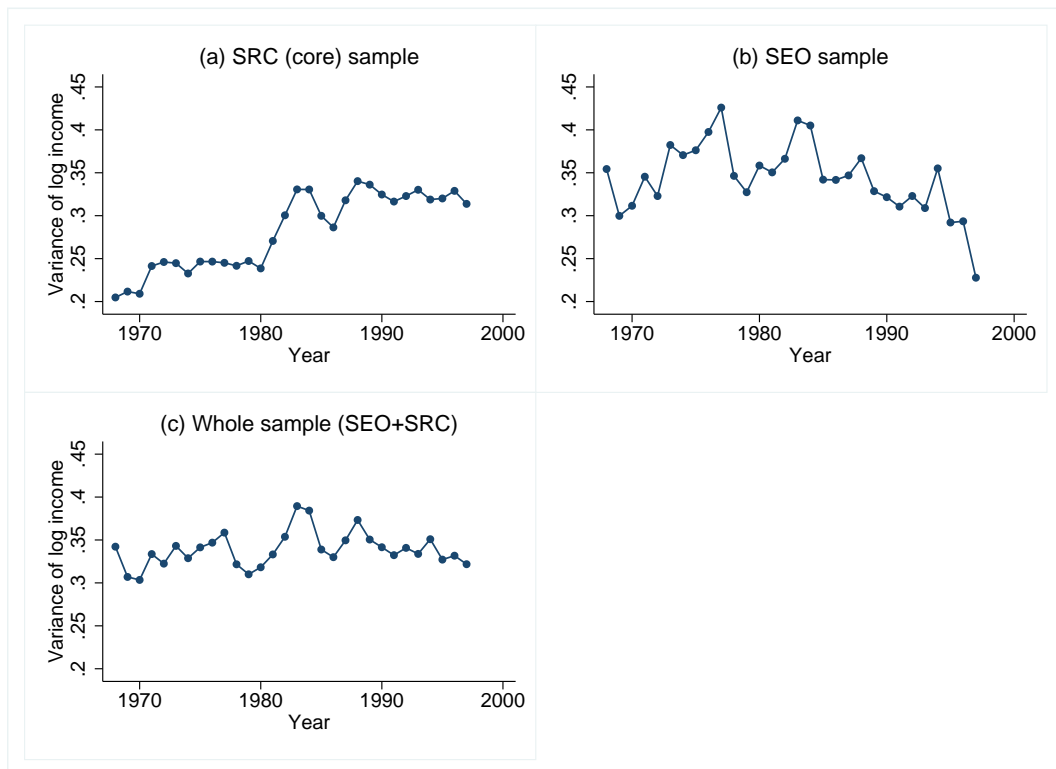 (a) SRC (core) sample
Variance of log income
.45
.4
.35
.3
.25
.2
1970 1980 1990 2000
Year
(b) SEO sample
.45
.4
.35
.3
.25
.2
1970 1980 1990 2000
Year
(c) Whole sample (SEO+SRC)
Variance of log income
.45
.4
.35
.3
.25
.2
1970 1980 1990 2000
Year